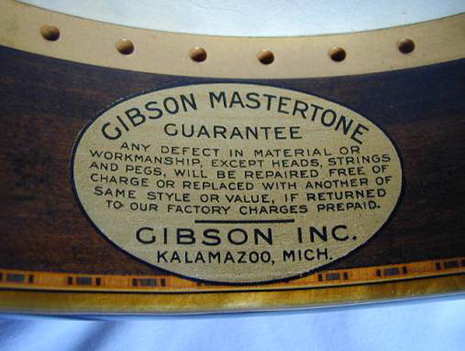 GIBSON MASTERTONE
GUARANTEE
ANY DEFECT IN MATERIAL OR
WORKMANSHIP, EXCEPT HEADS, STRINGS
AND PEGS, WILL BE REPAIRED FREE OF
CHARGE OR REPLACED WITH ANOTHER OF
SAME STYLE OR VALUE, IF RETURNED
TO OUR FACTORY CHARGES PREPAID.
GIBSON INC.
KALAMAZOO, MICH.